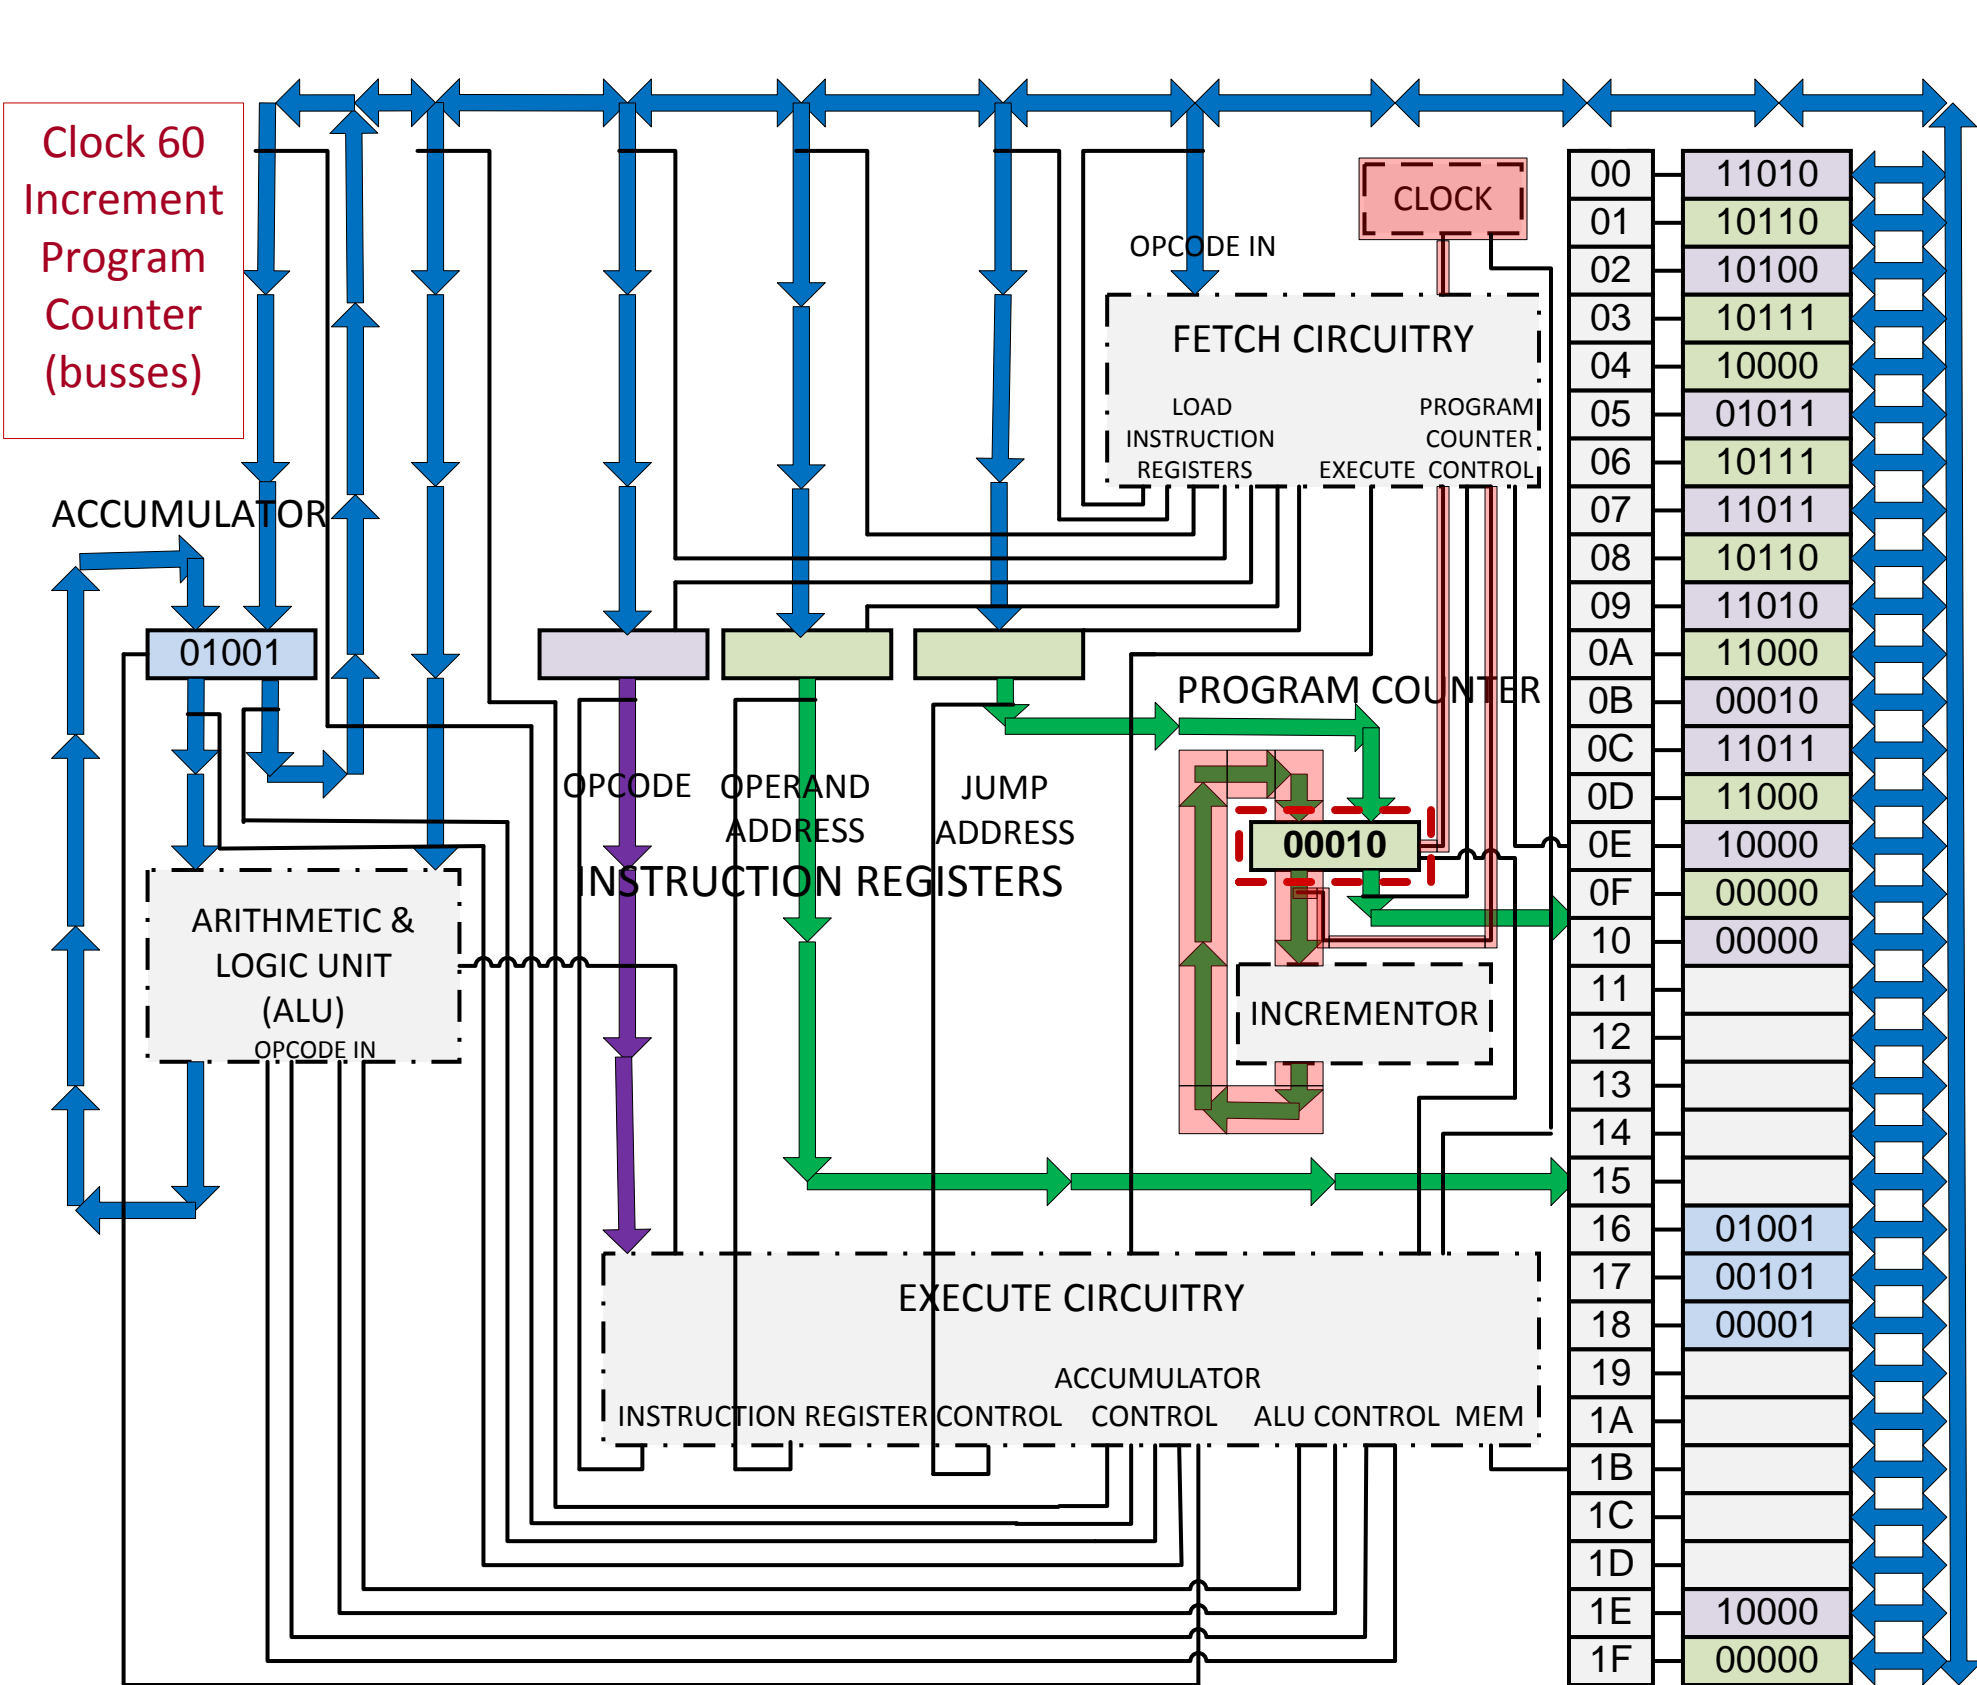 Clock 60
Increment
Program
Counter
(busses)
CLOCK
OPCODE IN
FETCH CIRCUITRY
LOAD
INSTRUCTION
REGISTERS
EXECUTE
PROGRAM
COUNTER
CONTROL
ACCUMULATOR
01001
PROGRAM COUNTER
OPCODE
OPERAND
ADDRESS
JUMP
ADDRESS
INSTRUCTION REGISTERS
00010
ARITHMETIC &
LOGIC UNIT
(ALU)
OPCODE IN
INCREMENTOR
EXECUTE CIRCUITRY
INSTRUCTION REGISTER CONTROL
ACCUMULATOR
CONTROL
ALU CONTROL
MEM
00 11010
01 10110
02 10100
03 10111
04 10000
05 01011
06 10111
07 11011
08 10110
09 11010
0A 11000
0B 00010
0C 11011
0D 11000
0E 10000
0F 00000
10 00000
11
12
13
14
15
16 01001
17 00101
18 00001
19
1A
1B
1C
1D
1E 10000
1F 00000